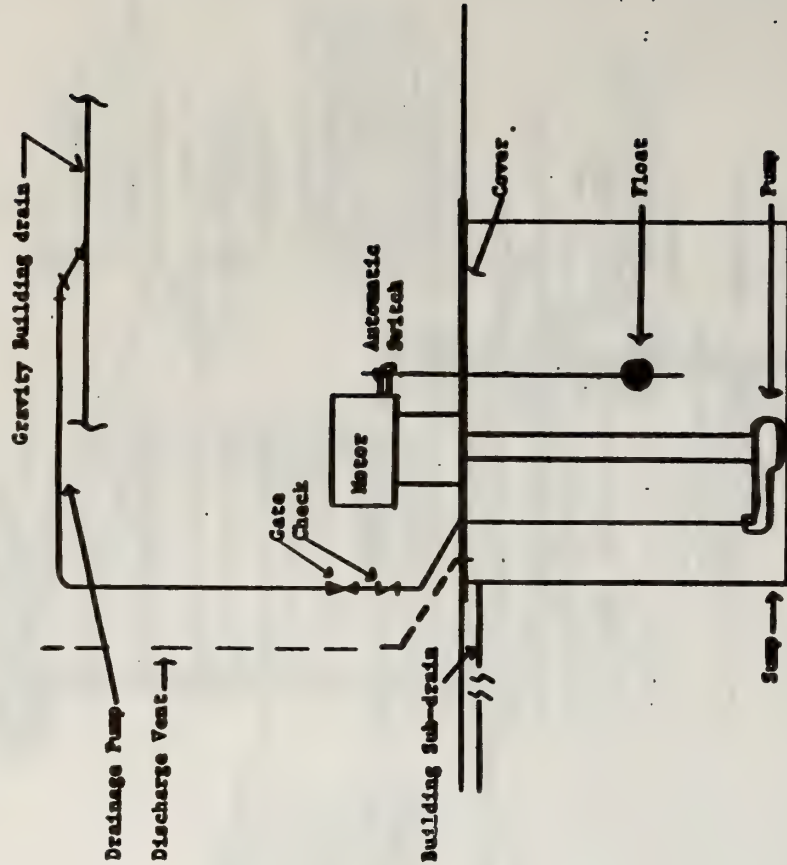 Gravity Building drain
Drainage Pump
Discharge Vent
Gate
Check
Motor
Automatic
Switch
Building Sub-drain
Cover.
Float
Pump
Sump